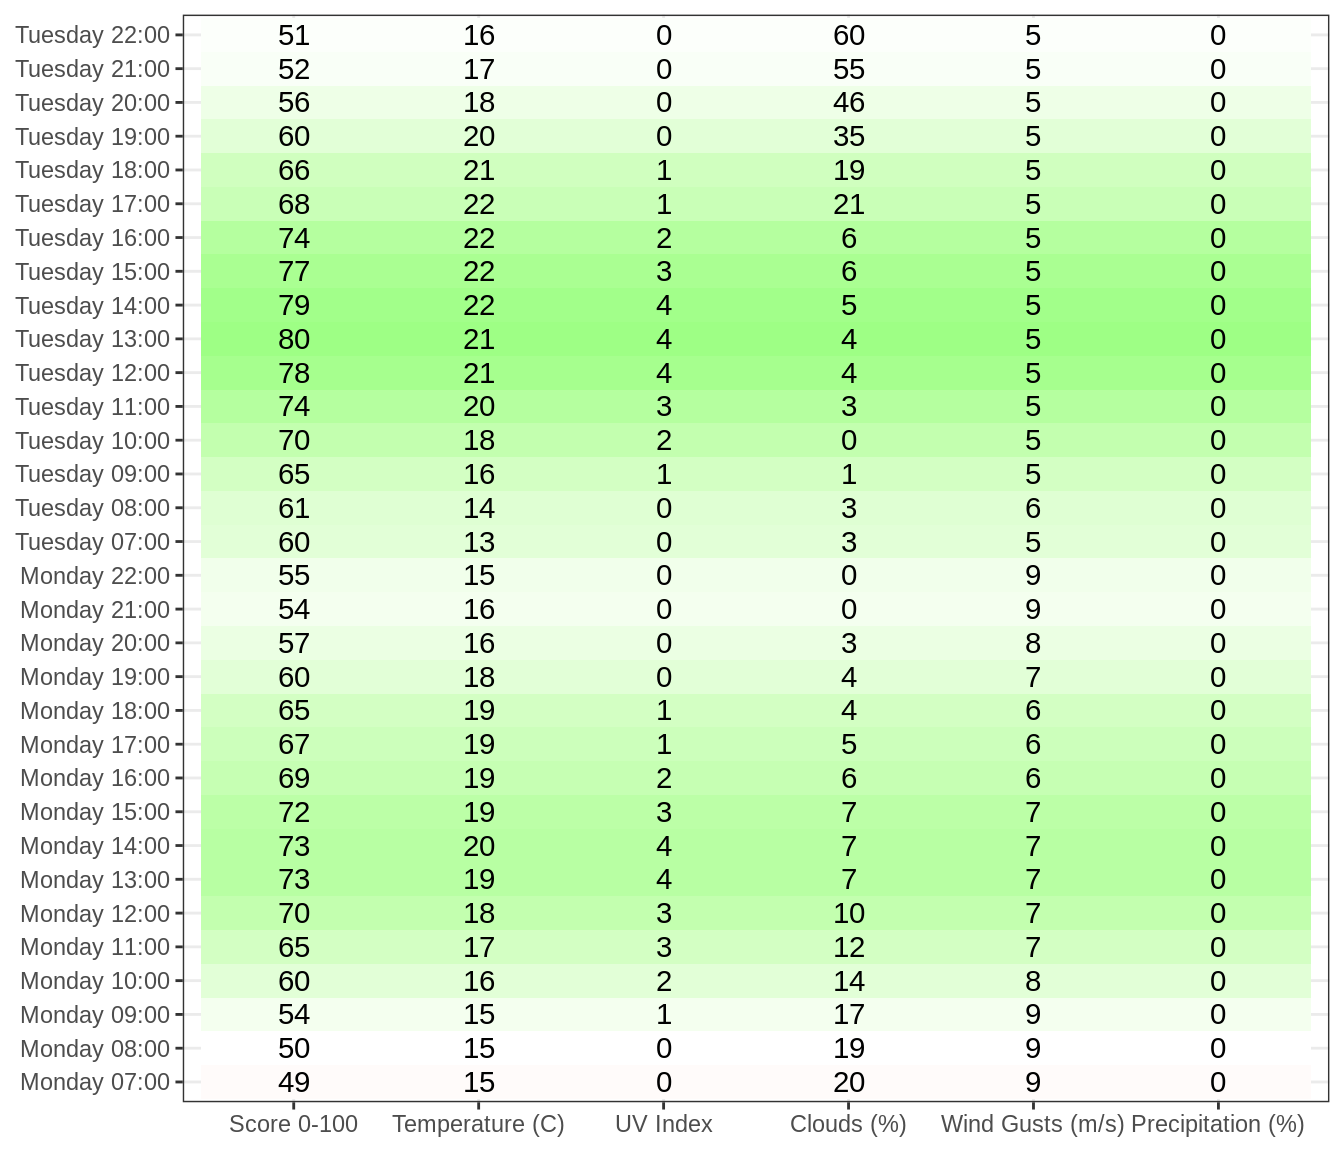 Tuesday 22:00 51 16 0 60 5 0
Tuesday 21:00 52 17 0 55 5 0
Tuesday 20:00 56 18 0 46 5 0
Tuesday 19:00 60 20 0 35 5 0
Tuesday 18:00 66 21 1 19 5 0
Tuesday 17:00 68 22 1 21 5 0
Tuesday 16:00 74 22 2 6 5 0
Tuesday 15:00 77 22 3 6 5 0
Tuesday 14:00 79 22 4 5 5 0
Tuesday 13:00 80 21 4 4 5 0
Tuesday 12:00 78 21 4 4 5 0
Tuesday 11:00 74 20 3 3 5 0
Tuesday 10:00 70 18 2 0 5 0
Tuesday 09:00 65 16 1 1 5 0
Tuesday 08:00 61 14 0 3 6 0
Tuesday 07:00 60 13 0 3 5 0
Monday 22:00 55 15 0 0 9 0
Monday 21:00 54 16 0 0 9 0
Monday 20:00 57 16 0 3 8 0
Monday 19:00 60 18 0 4 7 0
Monday 18:00 65 19 1 4 6 0
Monday 17:00 67 19 1 5 6 0
Monday 16:00 69 19 2 6 6 0
Monday 15:00 72 19 3 7 7 0
Monday 14:00 73 20 4 7 7 0
Monday 13:00 73 19 4 7 7 0
Monday 12:00 70 18 3 10 7 0
Monday 11:00 65 17 3 12 7 0
Monday 10:00 60 16 2 14 8 0
Monday 09:00 54 15 1 17 9 0
Monday 08:00 50 15 0 19 9 0
Monday 07:00 49 15 0 20 9 0
Score 0-100 Temperature (C) UV Index Clouds (%) Wind Gusts (m/s) Precipitation (%)